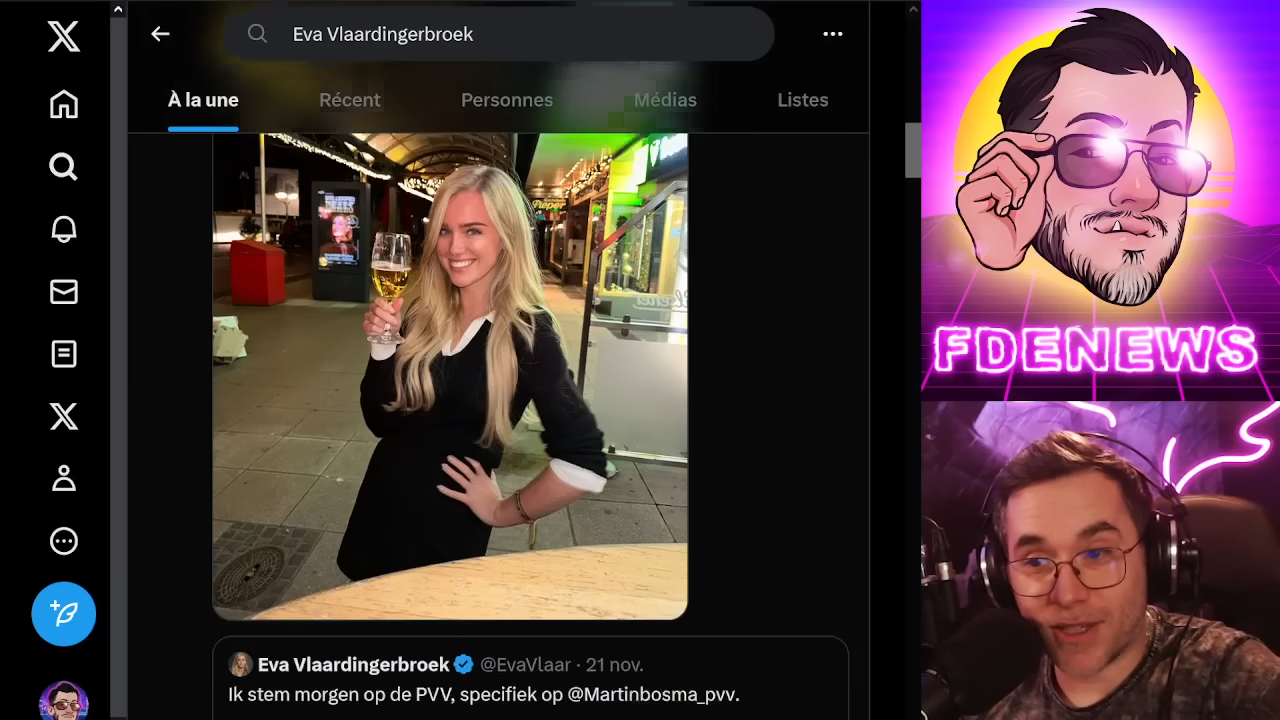 Eva Vlaardingerbroek
À la une
Récent
Personnes
Médias
Listes
Pieper
Eva Vlaardingerbroek @EvaVlaar · 21 nov.
Ik stem morgen op de PVV, specifiek op @Martinbosma_pvv.
FDENEWS